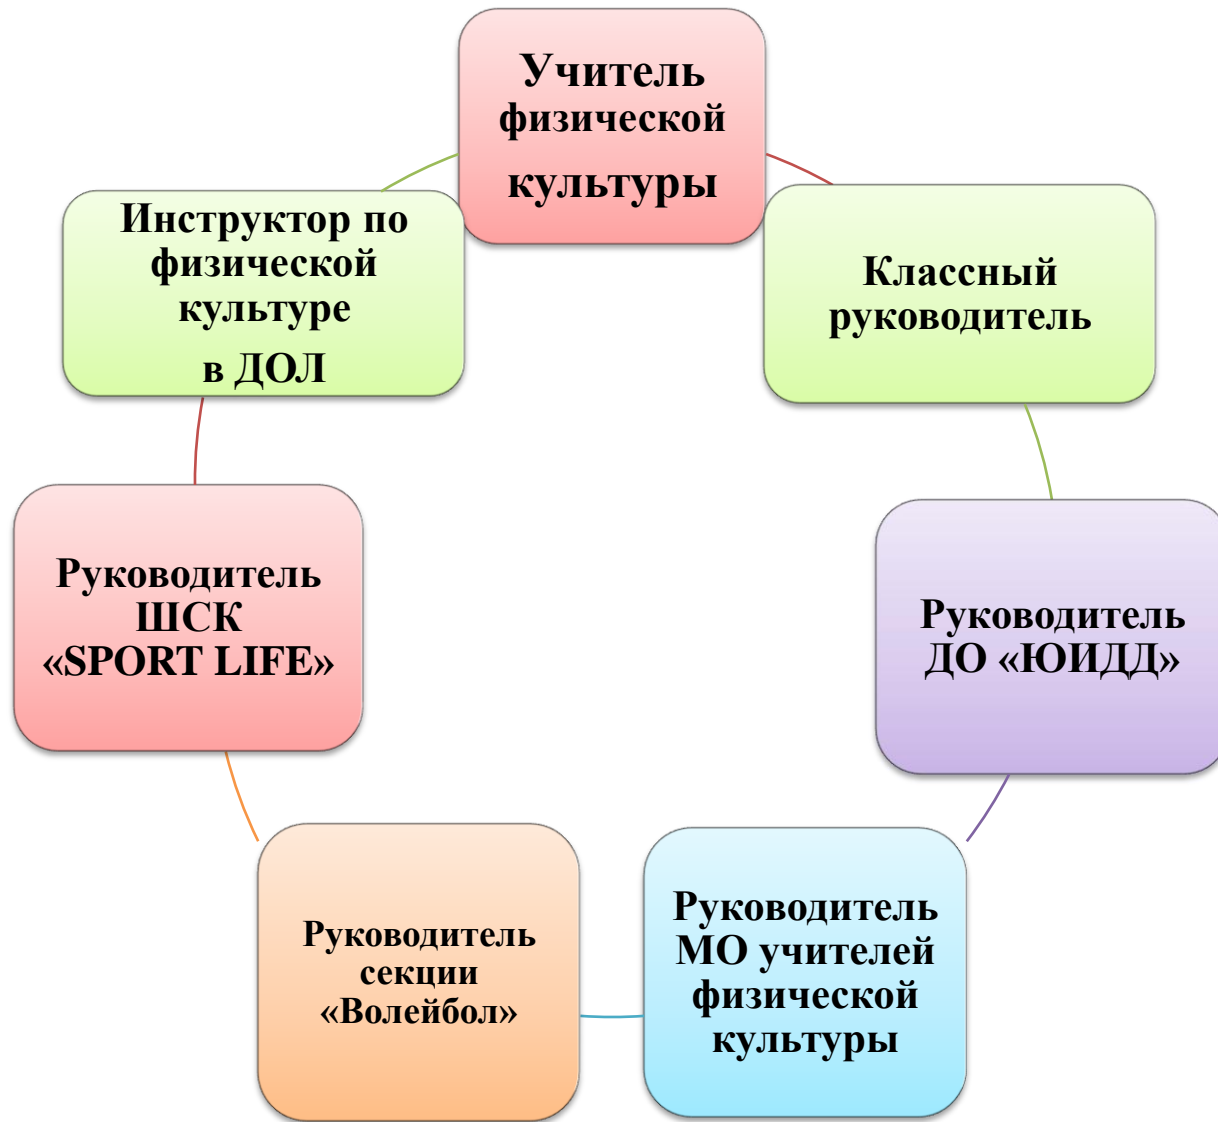 Учитель
физической
культуры
Классный
руководитель
Руководитель
ДО «ЮИДД»
Руководитель
МО учителей
физической
культуры
Руководитель
секции
«Волейбол»
Руководитель
ШСК
«SPORT LIFE»
Инструктор по
физической
культуре
в ДОЛ